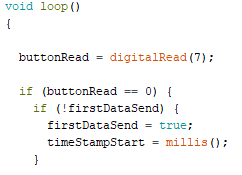 void loop()
{
buttonRead = digitalRead(7);
if (buttonRead == 0) {
if (!firstDataSend) {
firstDataSend = true;
timeStampStart = millis();
}